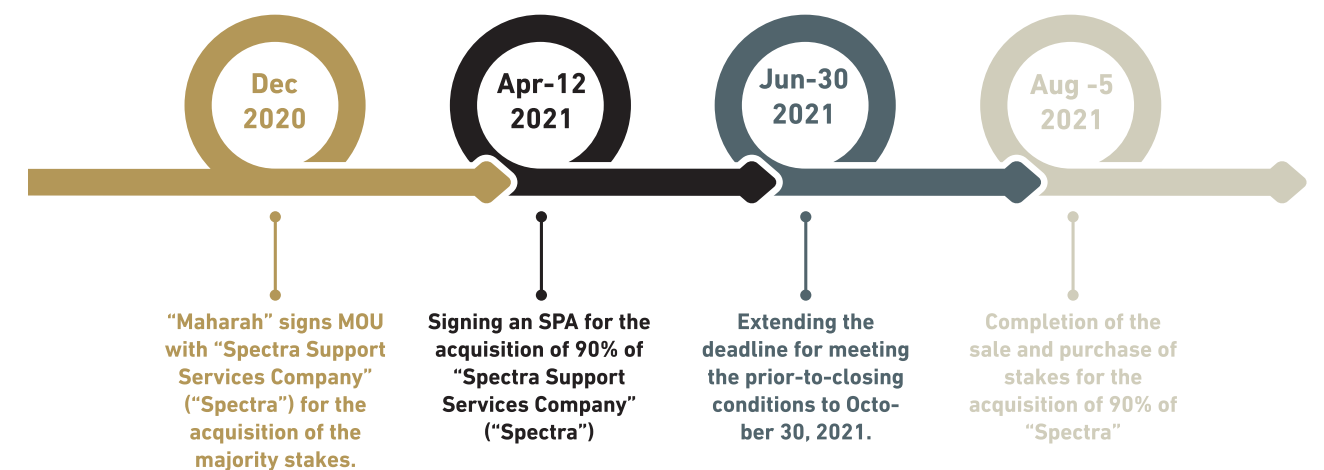 Dec
2020
Apr-12
2021
Jun-30
2021
Aug -5
2021
“Maharah” signs MOU
with “Spectra Support
Services Company”
(“Spectra”) for the
acquisition of the
majority stakes.
Signing an SPA for the
acquisition of 90% of
“Spectra Support
Services Company”
(“Spectra”)
Extending the
deadline for meeting
the prior-to-closing
conditions to Octo-
ber 30, 2021.
Completion of the
sale and purchase of
stakes for the
acquisition of 90% of
“Spectra”